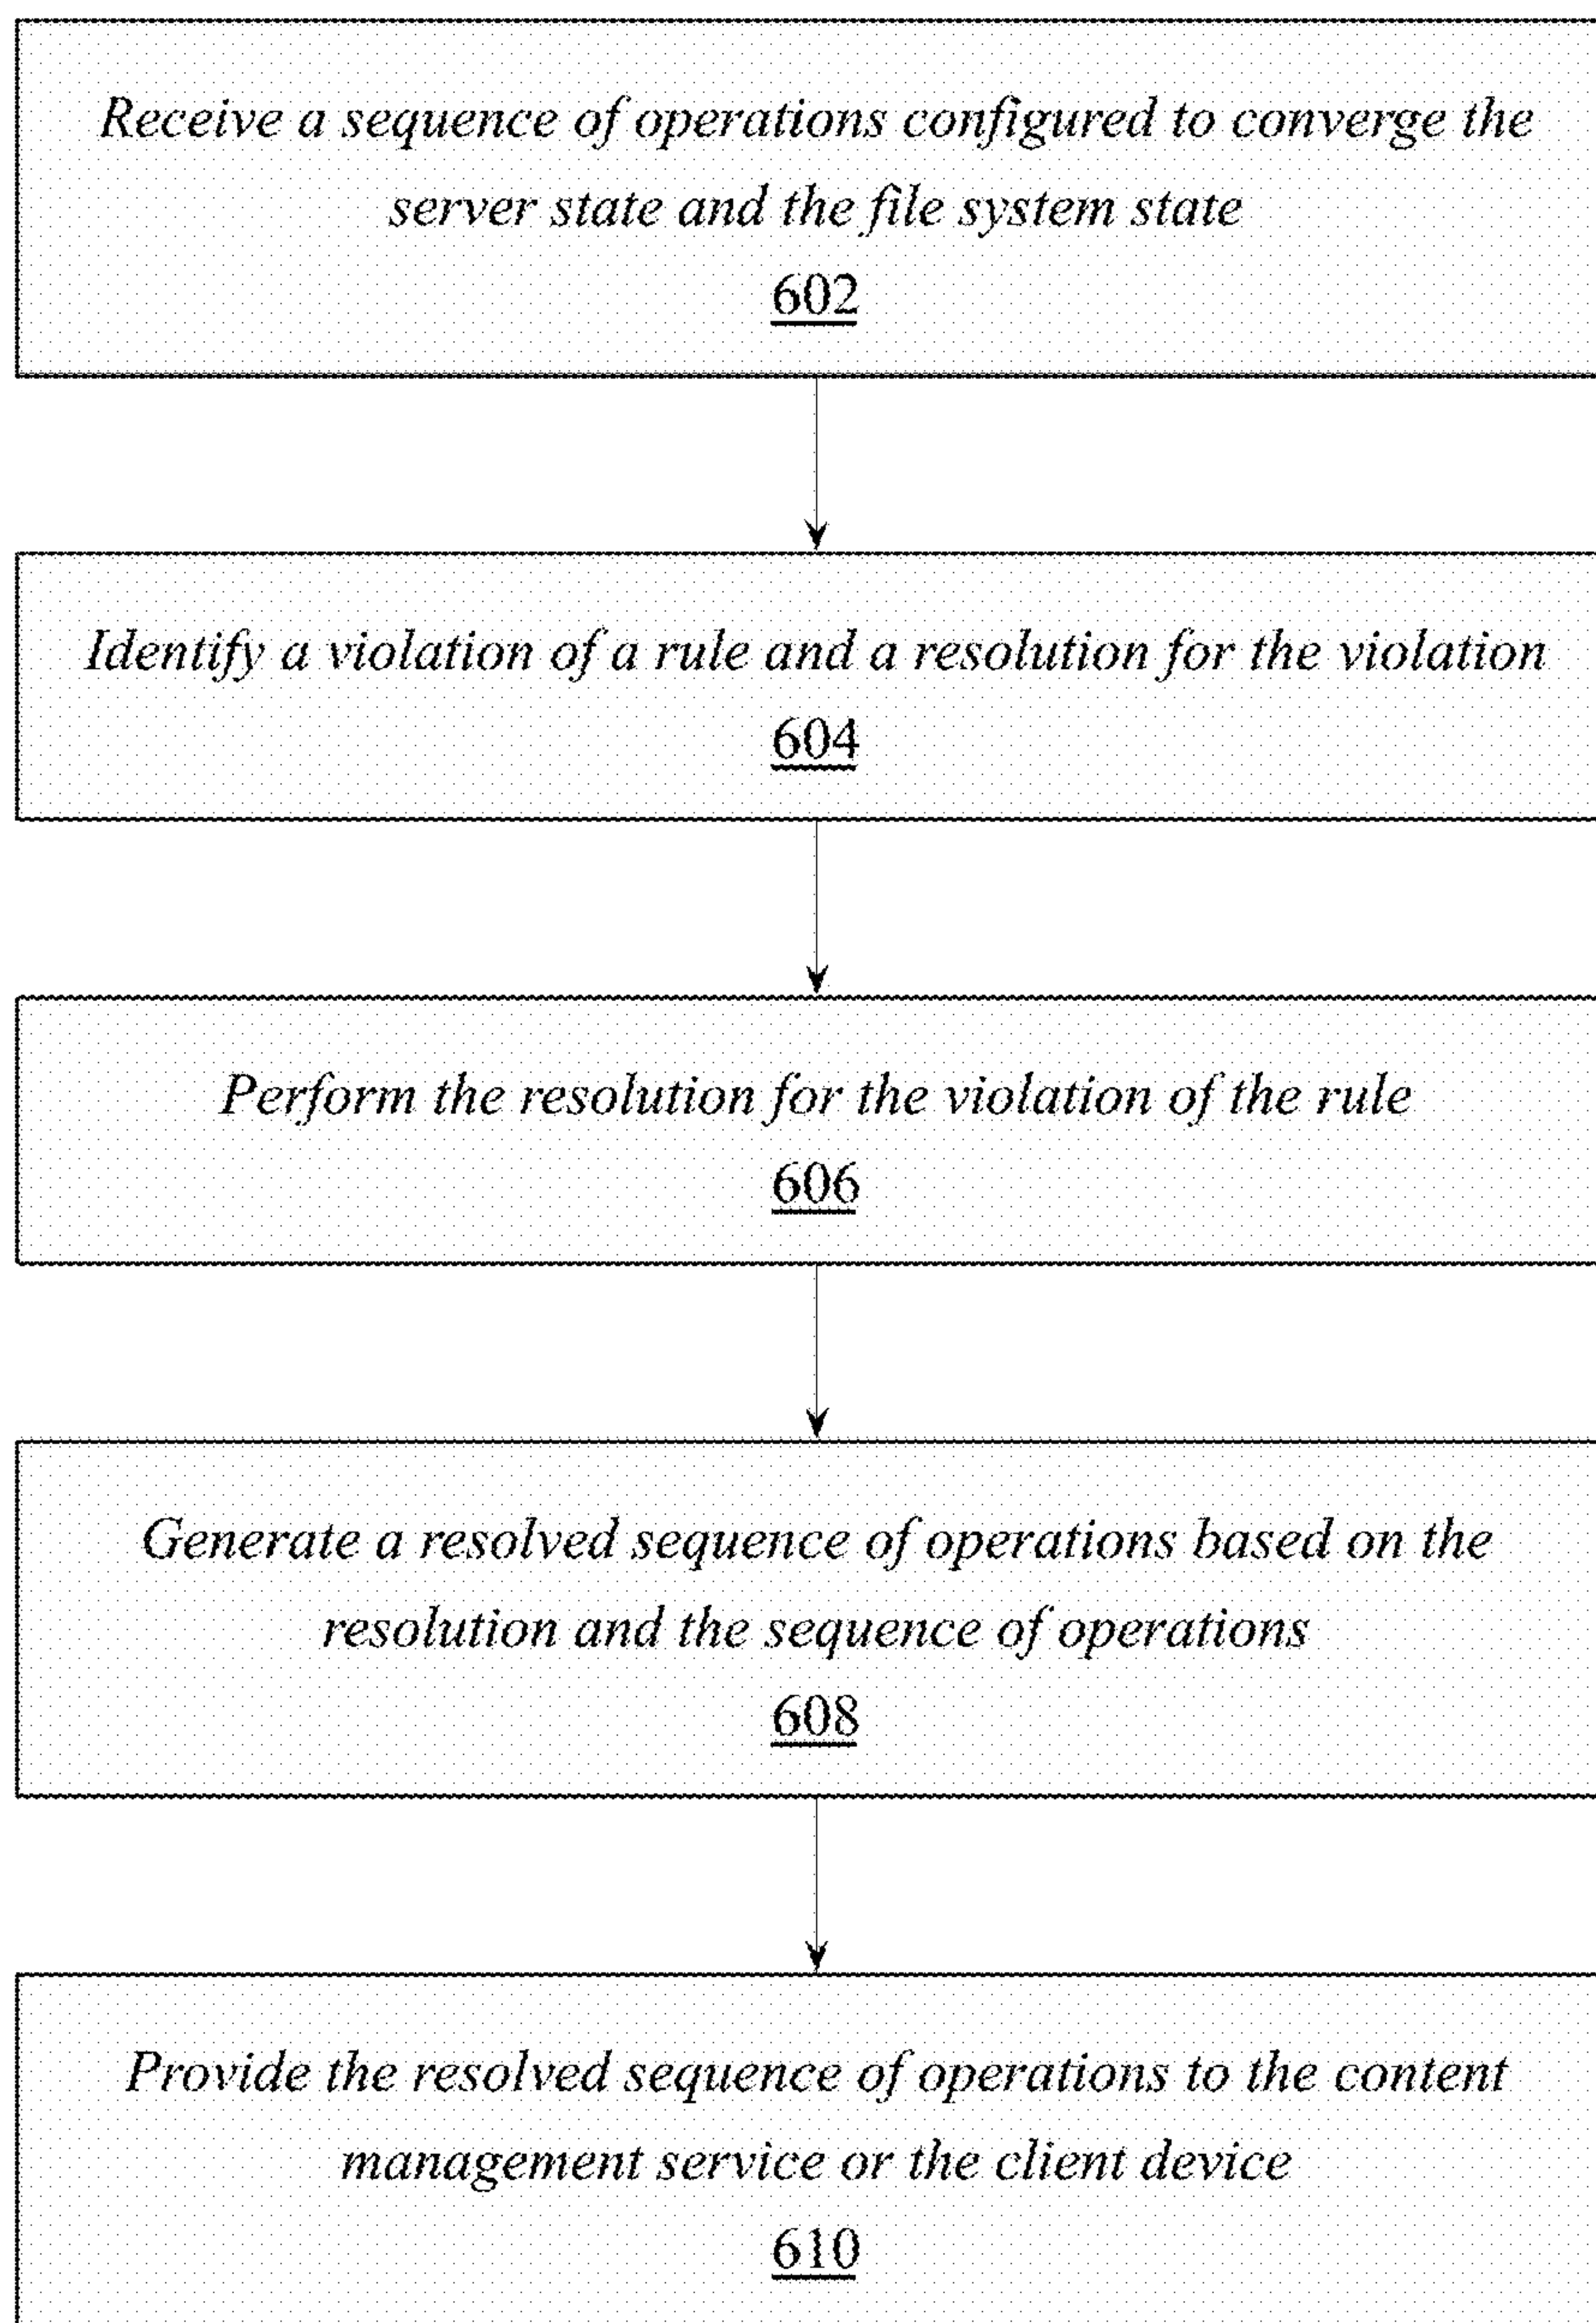 Receive a sequence of operations configured to converge the
server state and the file system state
602
Identify a violation of a rule and a resolution for the violation
604
Perform the resolution for the violation of the rule
606
Generate a resolved sequence of operations based on the
resolution and the sequence of operations
608
Provide the resolved sequence of operations to the content
management service or the client device
610